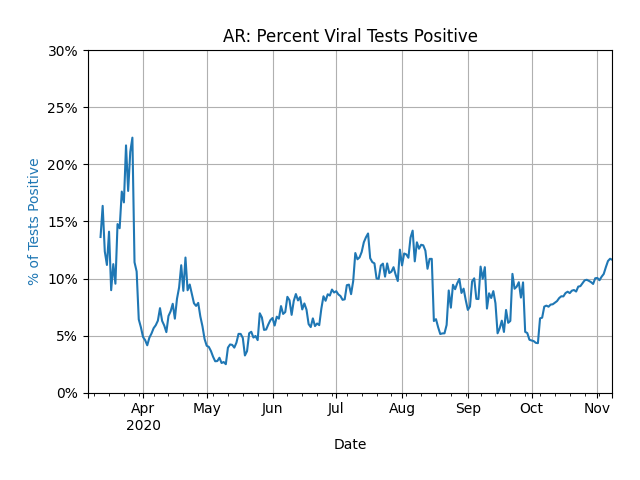 AR: Percent Viral Tests Positive
30%
25%
20%
15%
10%
5%
0%
% of Tests Positive
Apr May Jun Jul Aug Sep Oct Nov
2020
Date